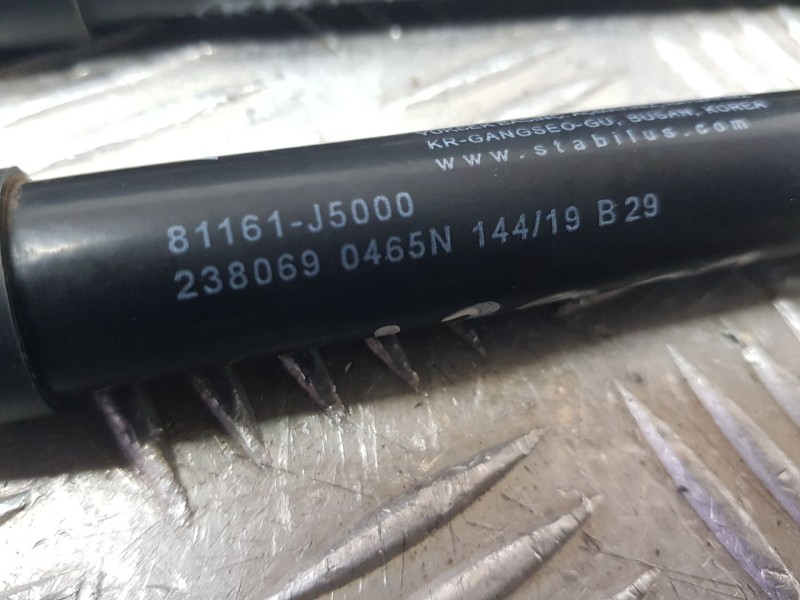 KR-GANGSEO-GU, BUSAN, KOREA
www.stabilus.com
81161-J5000
238069 0465N 144/19 B29